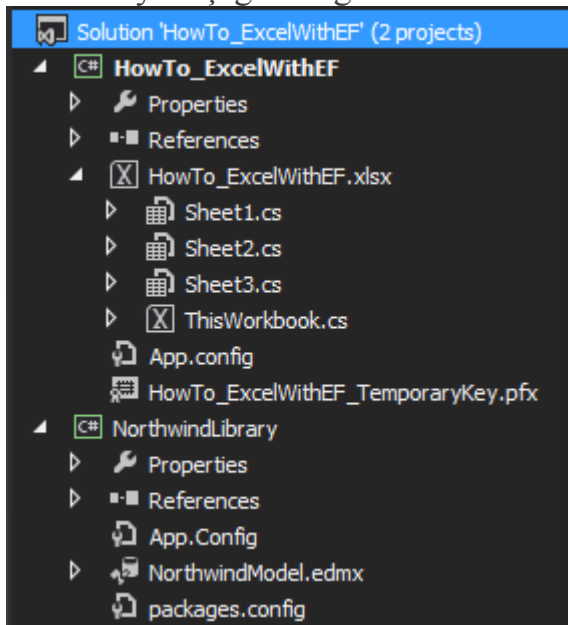 Solution 'HowTo_ExcelWithEF' (2 projects)
C# HowTo_ExcelWithEF
Properties
References
HowTo_ExcelWithEF.xlsx
Sheet1.cs
Sheet2.cs
Sheet3.cs
ThisWorkbook.cs
App.config
HowTo_ExcelWithEF_TemporaryKey.pfx
C# NorthwindLibrary
Properties
References
App.Config
NorthwindModel.edmx
packages.config